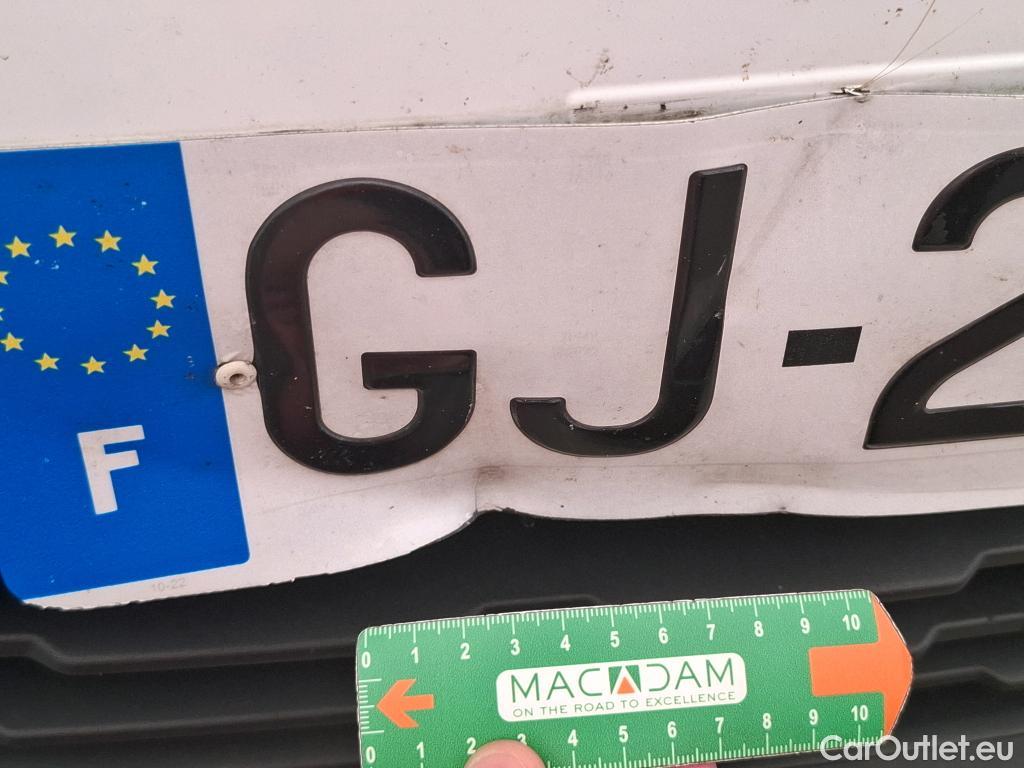 GJ-2
F
10-22
0 1 2 3 4 5 6 7 8 9 10
MACADAM
ON THE ROAD TO EXCELLENCE
0 1 2 3 4 5 6 7 8 9 10
CarOutlet.eu